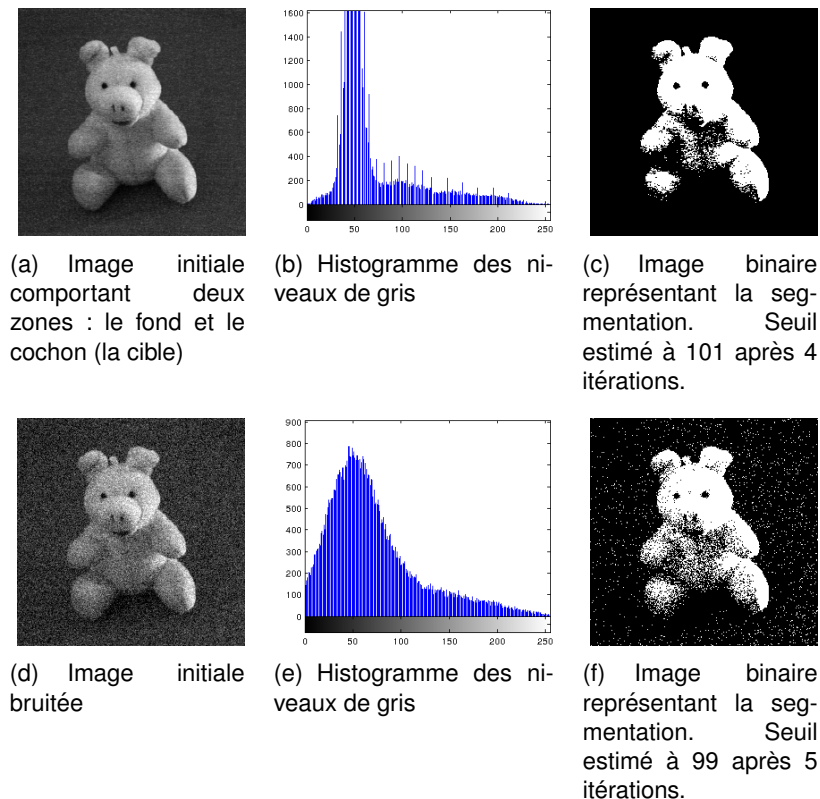 1600
1400
1200
1000
800
600
400
200
0
0 50 100 150 200 250
(a) Image initiale
comportant deux
zones : le fond et le
cochon (la cible)
(b) Histogramme des ni-
veaux de gris
(c) Image binaire
représentant la seg-
mentation. Seuil
estimé à 101 après 4
itérations.
900
800
700
600
500
400
300
200
100
0
0 50 100 150 200 250
(d) Image initiale
bruitée
(e) Histogramme des ni-
veaux de gris
(f) Image binaire
représentant la seg-
mentation. Seuil
estimé à 99 après 5
itérations.